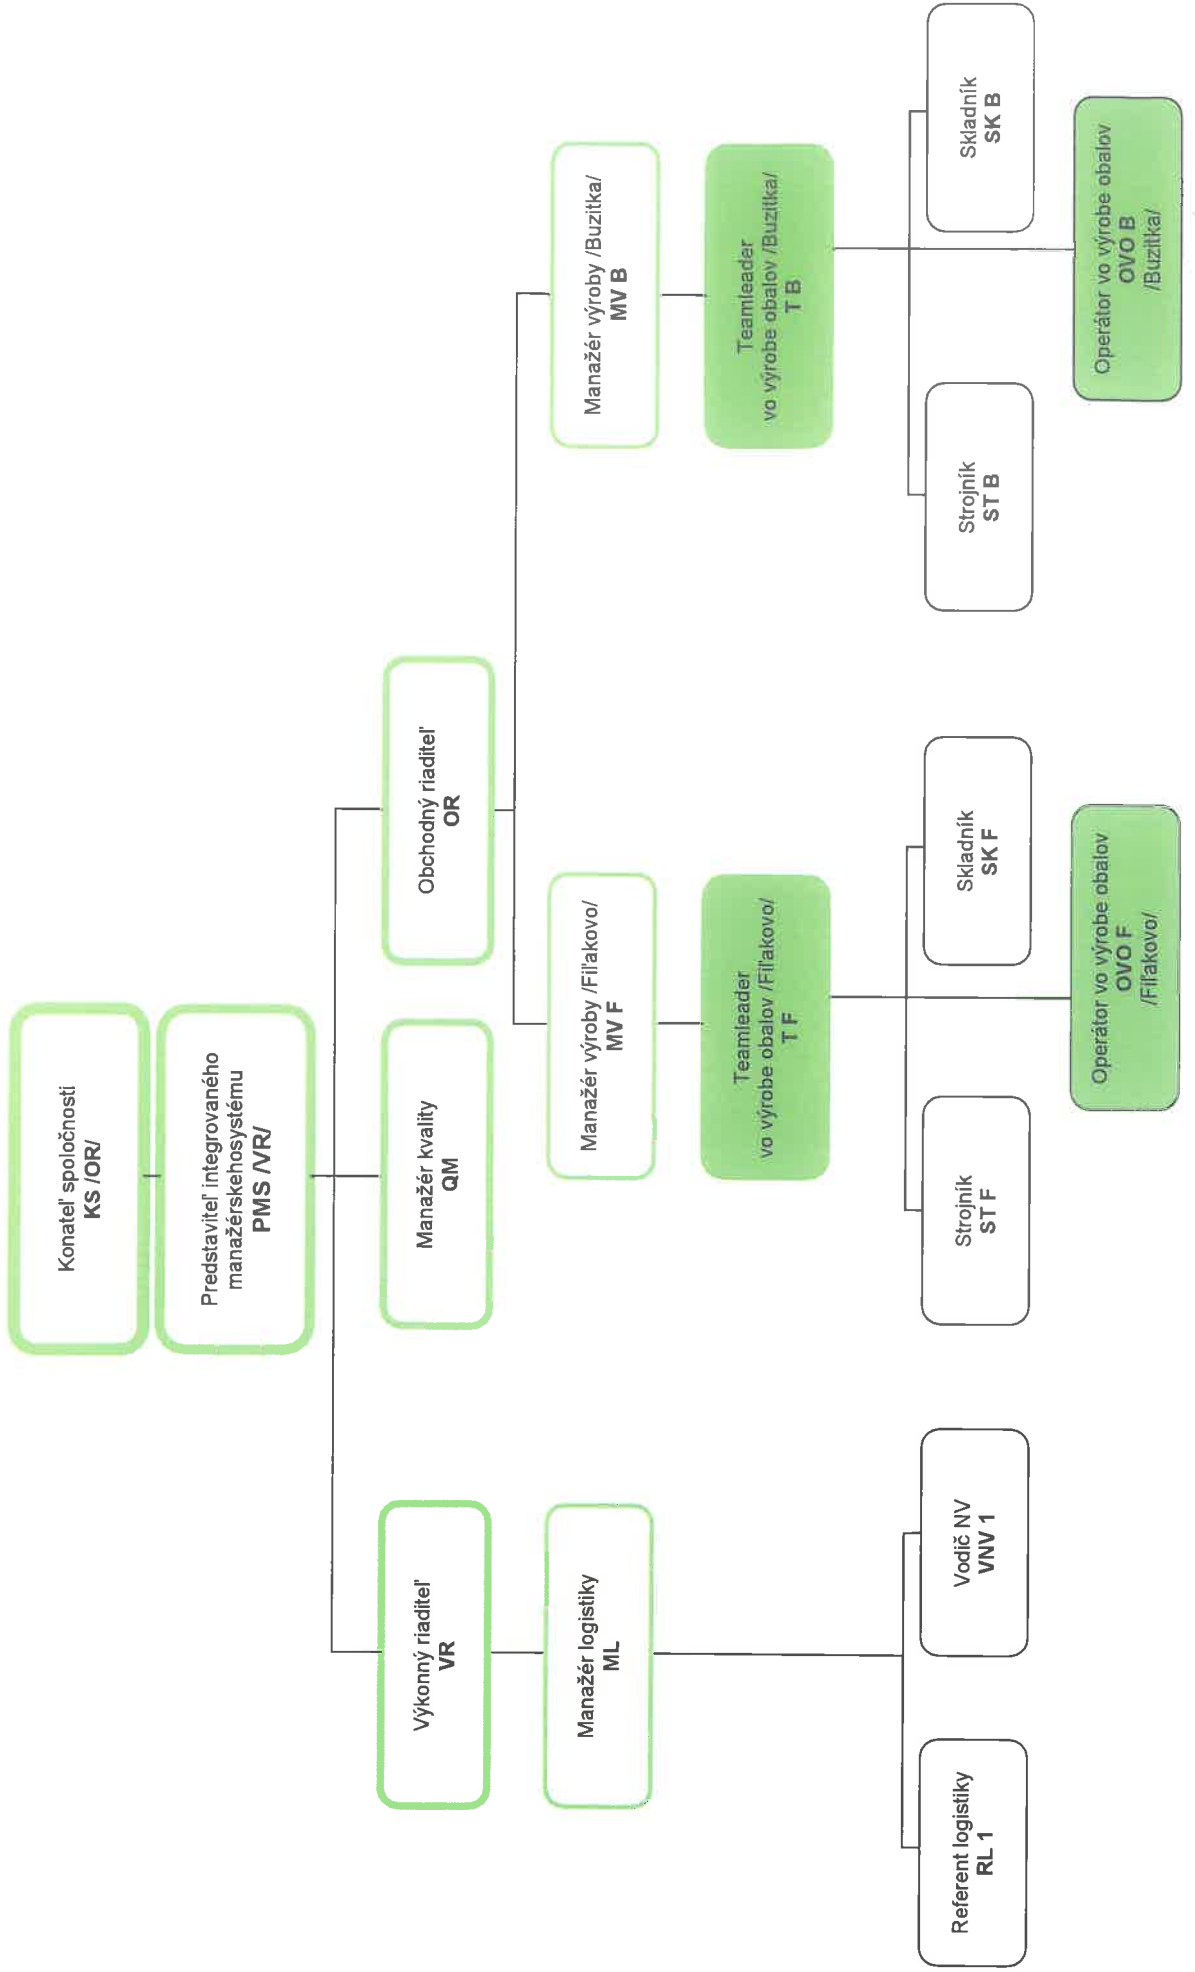 Konateľ spoločnosti
KS /OR/
Predstaviteľ integrovaného
manažérskehosystému
PMS /VR/
Výkonný riaditeľ
VR
Manažér kvality
QM
Obchodný riaditeľ
OR
Manažér logistiky
ML
Manažér výroby /Fiľakovo/
MV F
Manažér výroby /Buzitka/
MV B
Teamleader
vo výrobe obalov /Fiľakovo/
T F
Teamleader
vo výrobe obalov /Buzitka/
T B
Referent logistiky
RL 1
Vodič NV
VNV 1
Strojník
ST F
Skladník
SK F
Strojník
ST B
Skladník
SK B
Operátor vo výrobe obalov
OVO F
/Fiľakovo/
Operátor vo výrobe obalov
OVO B
/Buzitka/